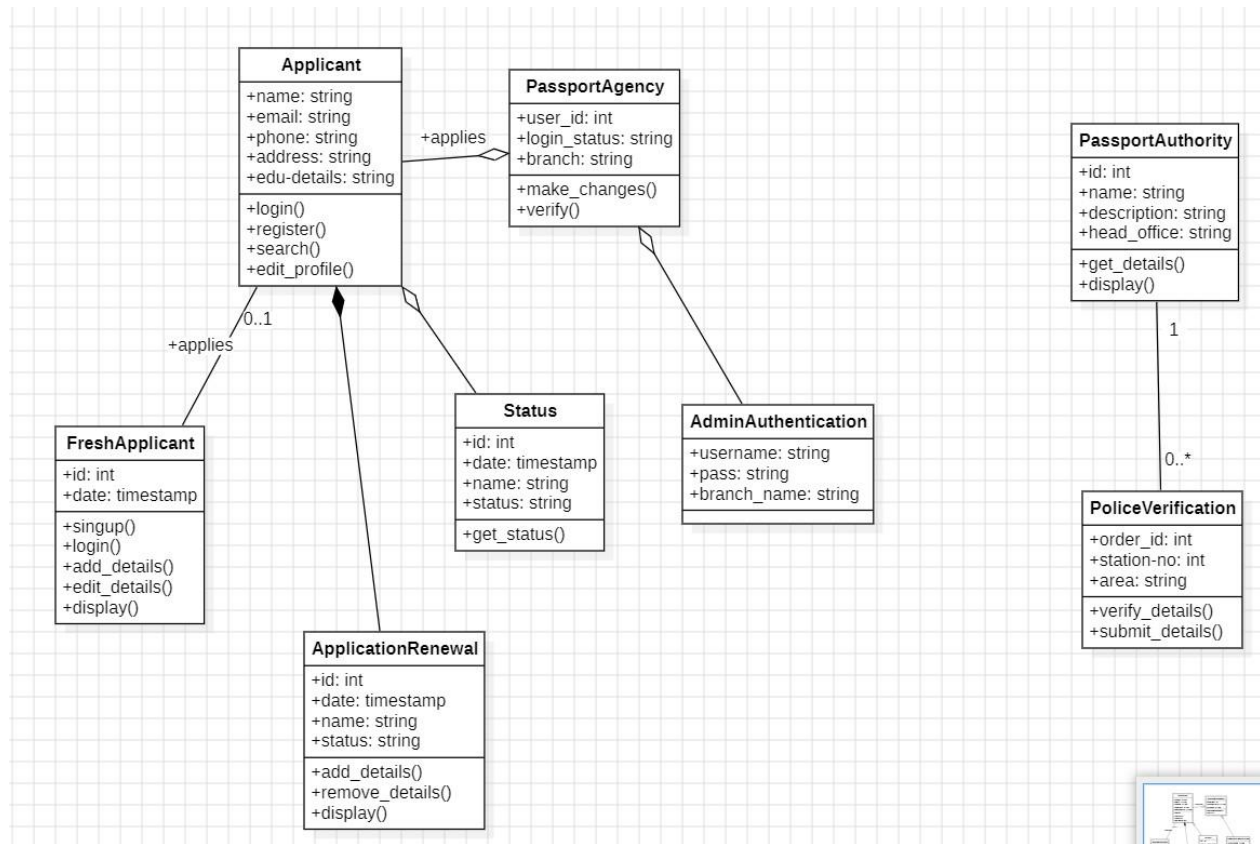 Applicant
+name: string
+email: string
+phone: string
+address: string
+edu-details: string
+login()
+register()
+search()
+edit_profile()
+applies
PassportAgency
+user_id: int
+login_status: string
+branch: string
+make_changes()
+verify()
PassportAuthority
+id: int
+name: string
+description: string
+head_office: string
+get_details()
+display()
0..1
+applies
1
0..*
FreshApplicant
+id: int
+date: timestamp
+singup()
+login()
+add_details()
+edit_details()
+display()
Status
+id: int
+date: timestamp
+name: string
+status: string
+get_status()
AdminAuthentication
+username: string
+pass: string
+branch_name: string
PoliceVerification
+order_id: int
+station-no: int
+area: string
+verify_details()
+submit_details()
ApplicationRenewal
+id: int
+date: timestamp
+name: string
+status: string
+add_details()
+remove_details()
+display()